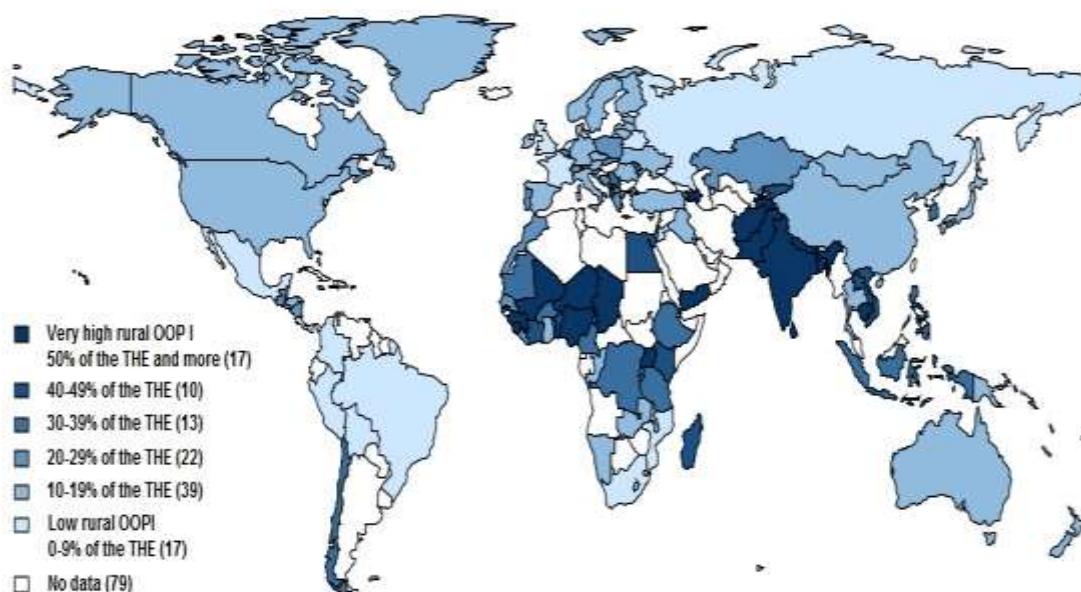 Very high rural OOP I
50% of the THE and more (17)
40-49% of the THE (10)
30-39% of the THE (13)
20-29% of the THE (22)
10-19% of the THE (39)
Low rural OOPI
0-9% of the THE (17)
No data (79)